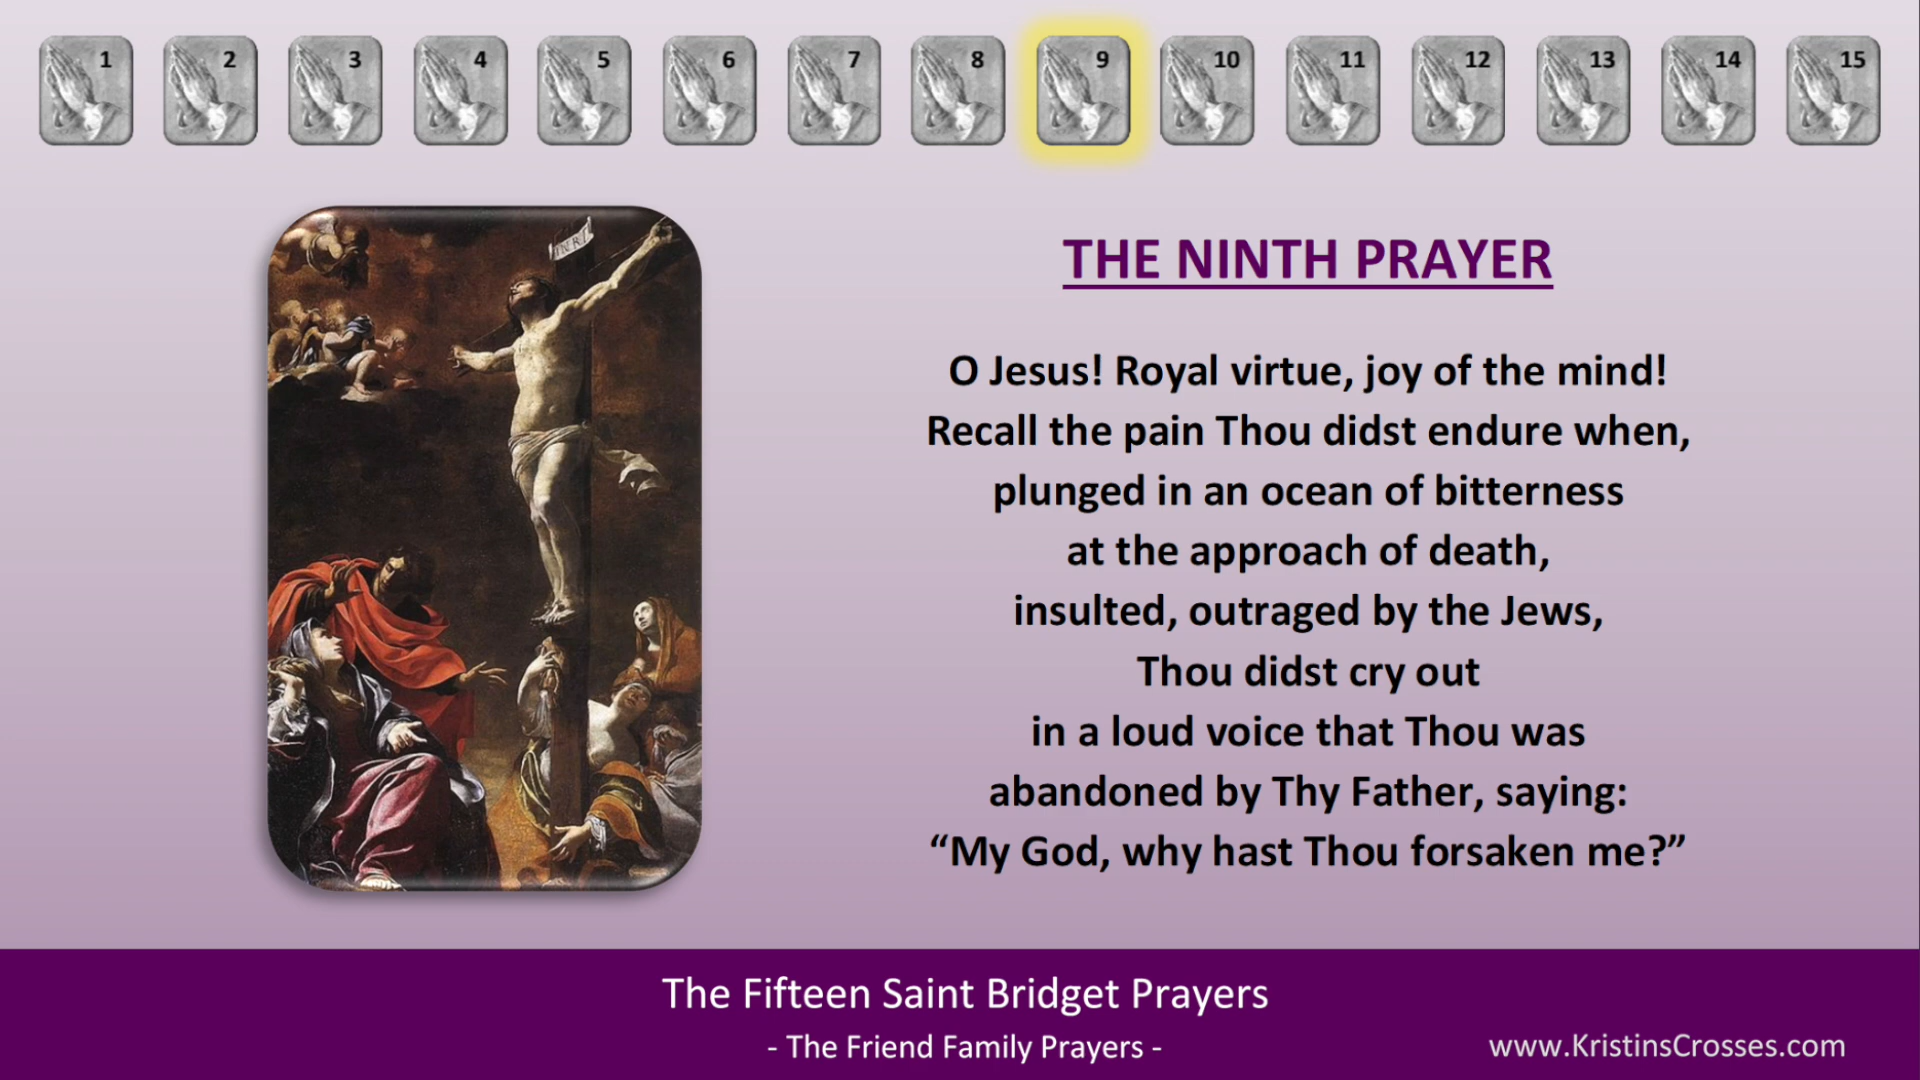 1 2 3 4 5 6 7 8 9 10 11 12 13 14 15
INRI
THE NINTH PRAYER
O Jesus! Royal virtue, joy of the mind!
Recall the pain Thou didst endure when,
plunged in an ocean of bitterness
at the approach of death,
insulted, outraged by the Jews,
Thou didst cry out
in a loud voice that Thou was
abandoned by Thy Father, saying:
“My God, why hast Thou forsaken me?”
The Fifteen Saint Bridget Prayers
- The Friend Family Prayers -
www.KristinsCrosses.com